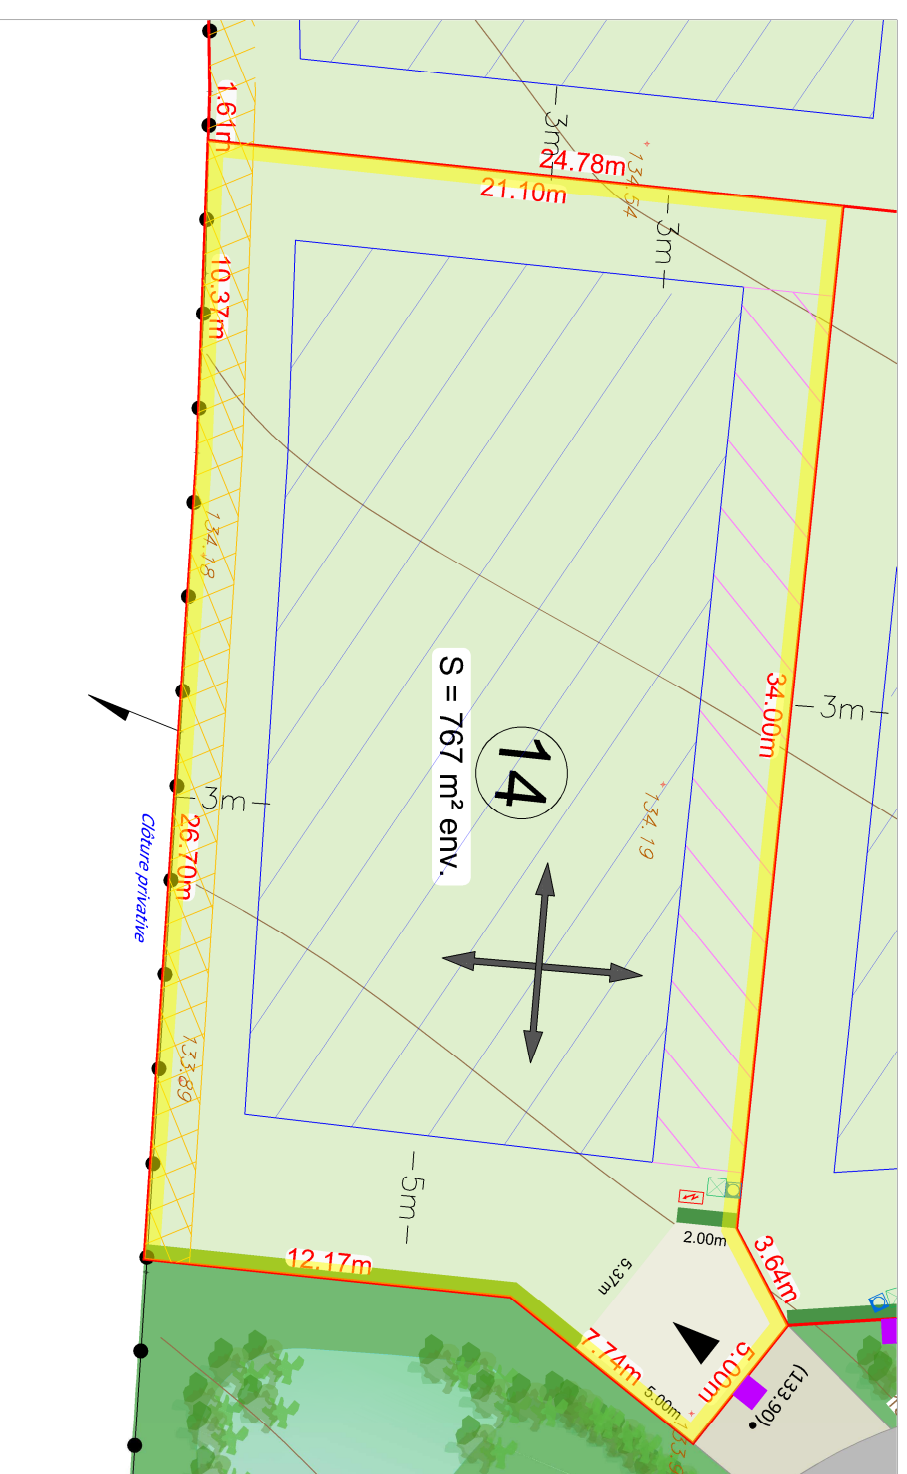 1.61m
3m
24.78m
134.54
21.10m
3m
10.37m
134.18
34.00m
3m
S = 767 m² env.
14
134.19
3m
26.70m
Clôture privative
133.89
5m
2.00m
12.17m
5.37m
3.64m
7.74m
5.00m
5.00m
(133.90)